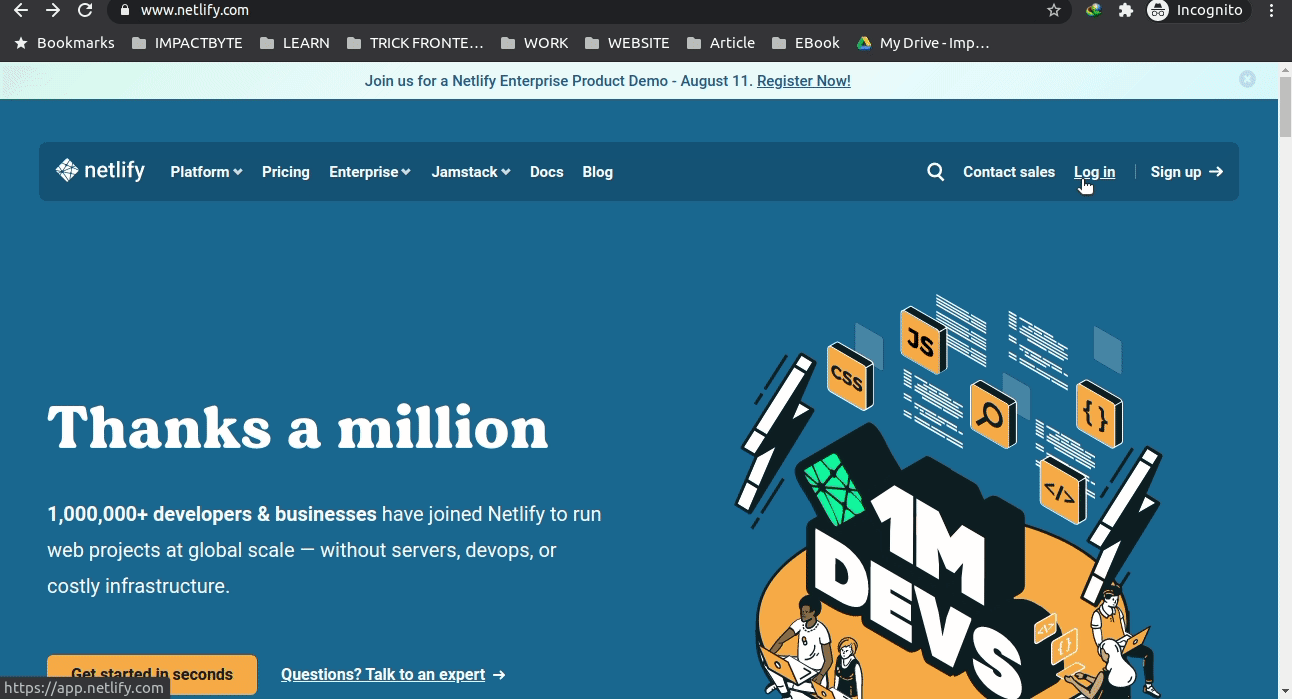 www.netlify.com
Incognito
Bookmarks IMPACTBYTE LEARN TRICK FRONTE... WORK WEBSITE Article EBook My Drive - Imp...
Join us for a Netlify Enterprise Product Demo - August 11. Register Now!
netlify Platform Pricing Enterprise Jamstack Docs Blog Contact sales Log in Sign up →
Thanks a million
1,000,000+ developers & businesses have joined Netlify to run
web projects at global scale — without servers, devops, or
costly infrastructure.
Get started in seconds Questions? Talk to an expert →
JS
CSS
{ }
</>
1M
DEVS
</>
{ }
https://app.netlify.com